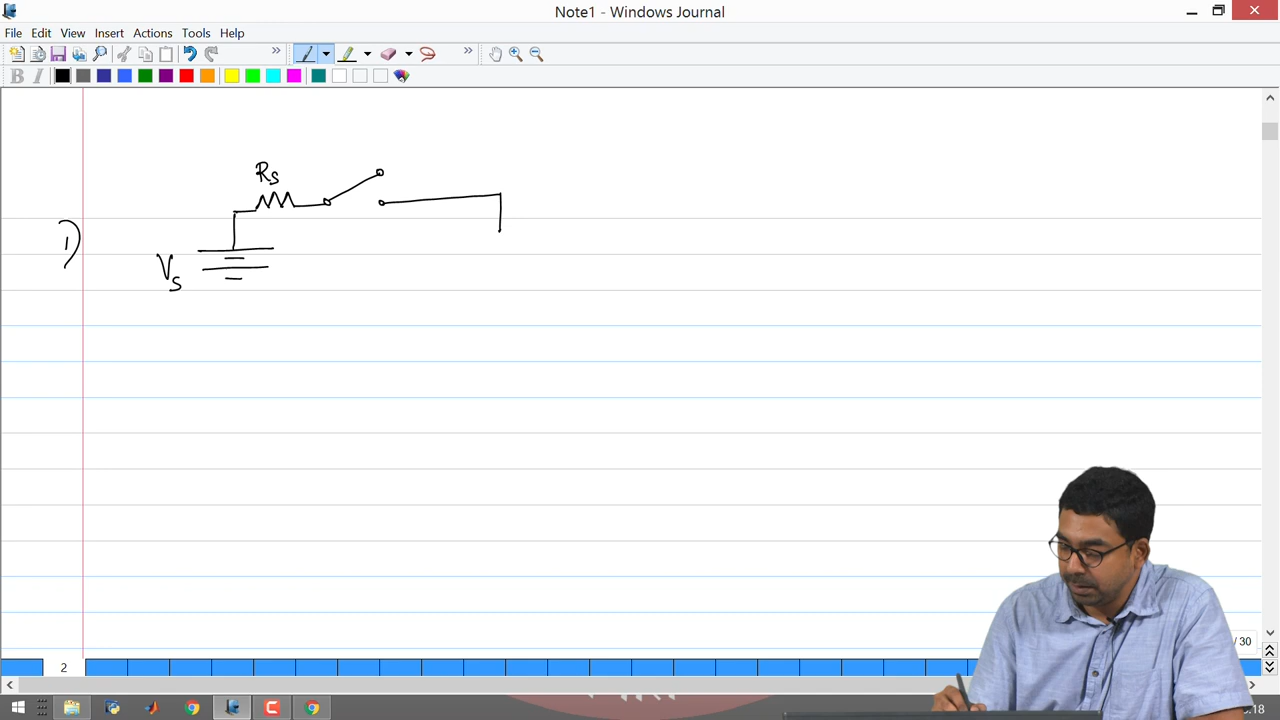 Note1 - Windows Journal
File Edit View Insert Actions Tools Help
B I
Rs
1)
Vs
/ 30
2